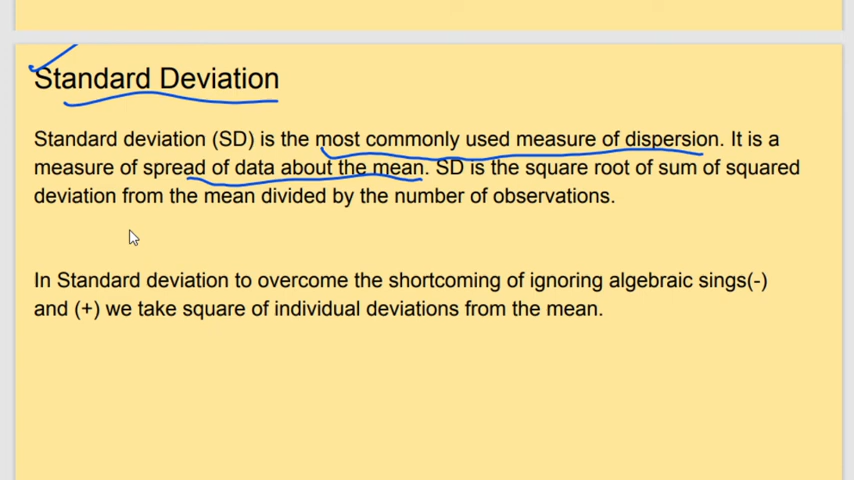 Standard Deviation
Standard deviation (SD) is the most commonly used measure of dispersion. It is a
measure of spread of data about the mean. SD is the square root of sum of squared
deviation from the mean divided by the number of observations.
In Standard deviation to overcome the shortcoming of ignoring algebraic sings(-)
and (+) we take square of individual deviations from the mean.